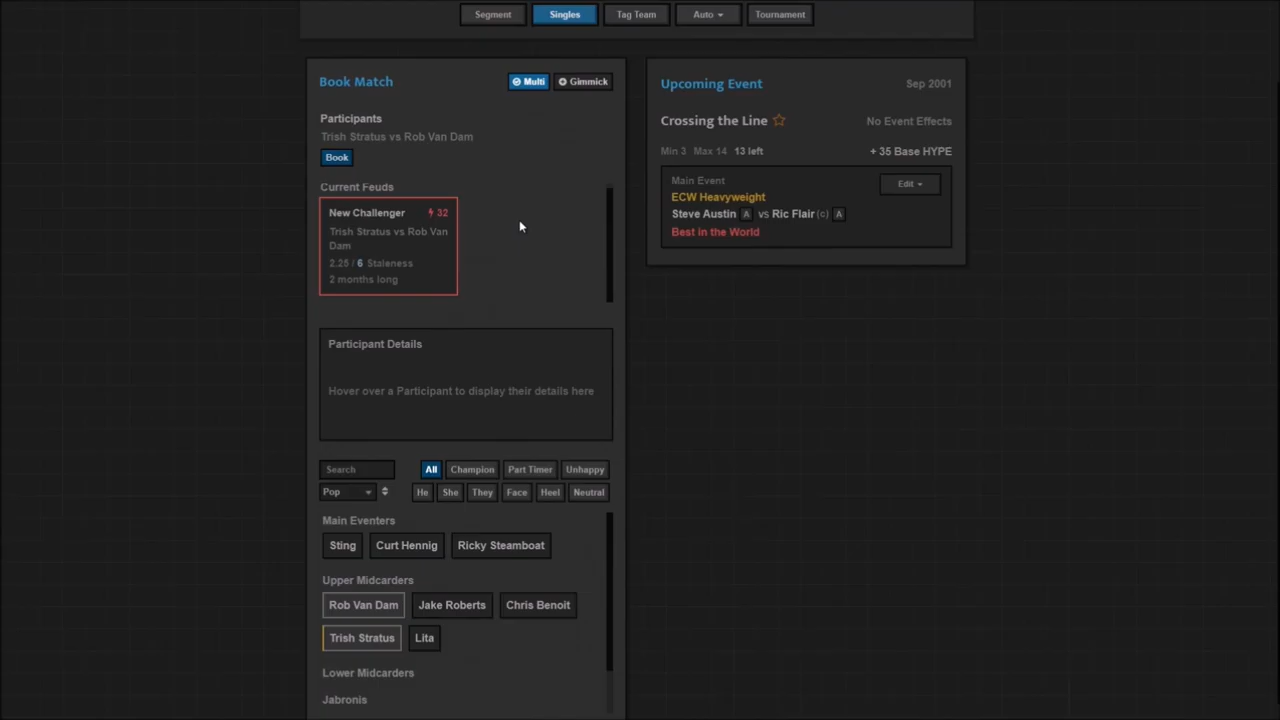 Segment Singles Tag Team Auto Tournament
Book Match Multi Gimmick
Participants
Trish Stratus vs Rob Van Dam
Book
Current Feuds
New Challenger 32
Trish Stratus vs Rob Van
Dam
2.25 / 6 Staleness
2 months long
Participant Details
Hover over a Participant to display their details here
Search All Champion Part Timer Unhappy
Pop He She They Face Heel Neutral
Main Eventers
Sting Curt Hennig Ricky Steamboat
Upper Midcarders
Rob Van Dam Jake Roberts Chris Benoit
Trish Stratus Lita
Lower Midcarders
Jabronis
Upcoming Event Sep 2001
Crossing the Line No Event Effects
Min 3 Max 14 13 left + 35 Base HYPE
Main Event Edit
ECW Heavyweight
Steve Austin A vs Ric Flair (c) A
Best in the World